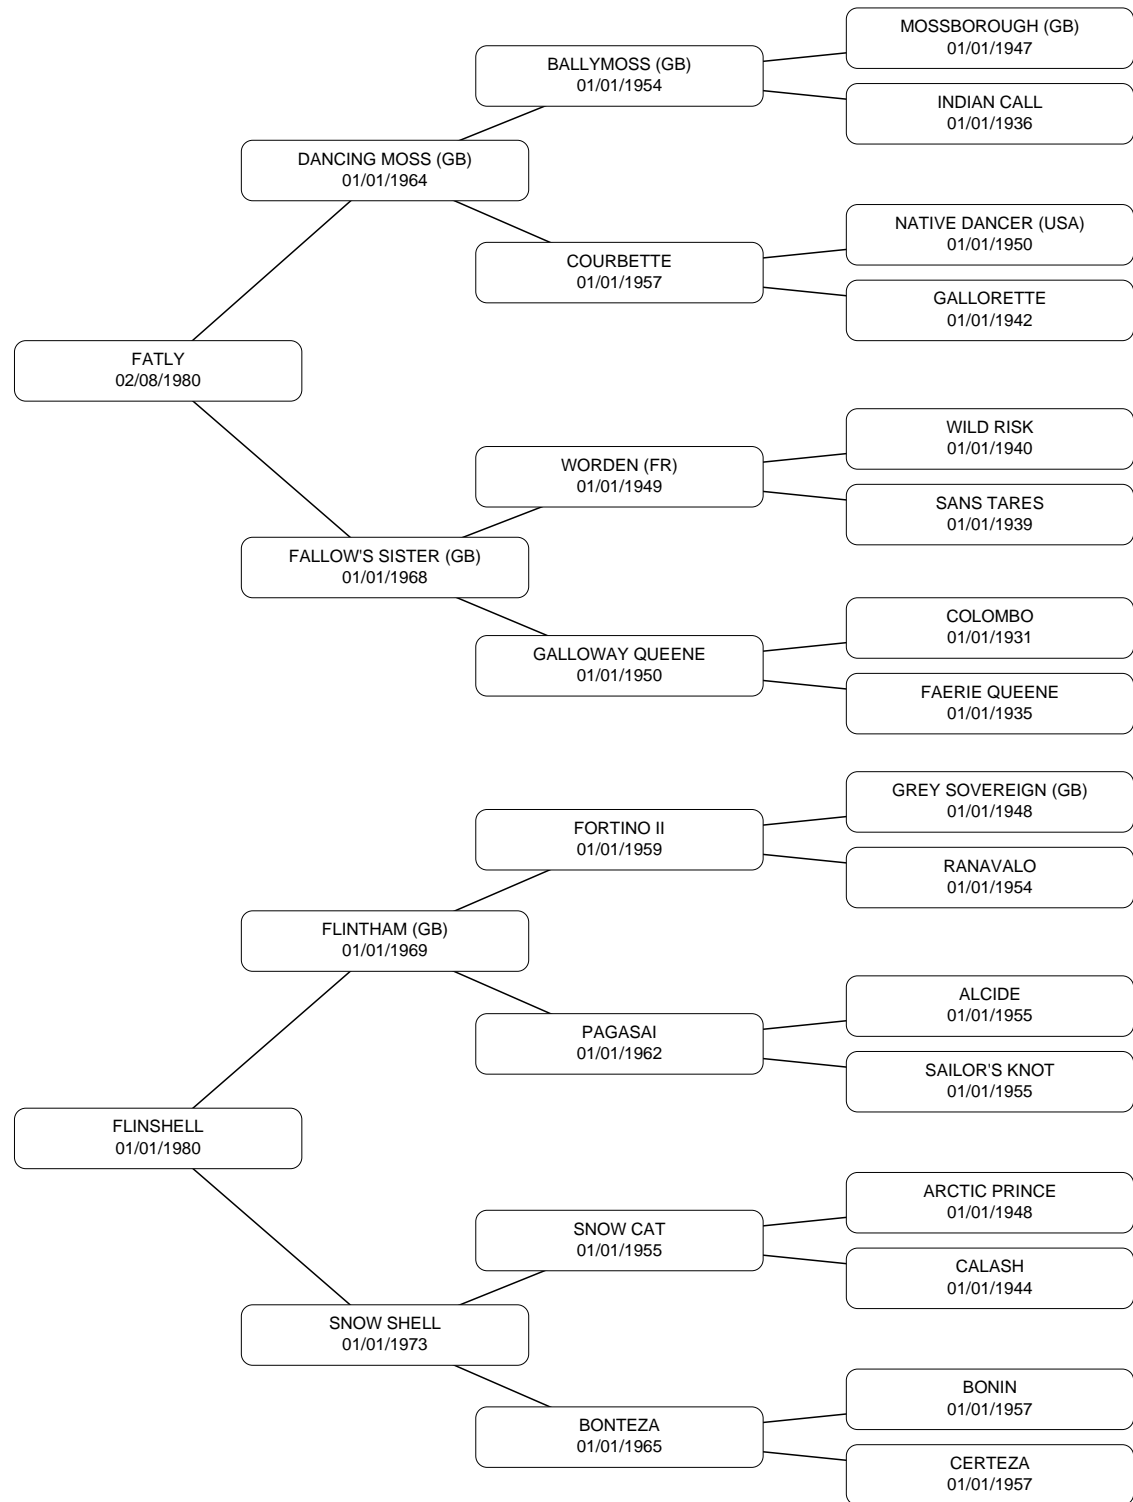 MOSSBOROUGH (GB)
01/01/1947
BALLYMOSS (GB)
01/01/1954
INDIAN CALL
01/01/1936
DANCING MOSS (GB)
01/01/1964
NATIVE DANCER (USA)
01/01/1950
COURBETTE
01/01/1957
GALLORETTE
01/01/1942
FATLY
02/08/1980
WILD RISK
01/01/1940
WORDEN (FR)
01/01/1949
SANS TARES
01/01/1939
FALLOW'S SISTER (GB)
01/01/1968
COLOMBO
01/01/1931
GALLOWAY QUEENE
01/01/1950
FAERIE QUEENE
01/01/1935
GREY SOVEREIGN (GB)
01/01/1948
FORTINO II
01/01/1959
RANAVALO
01/01/1954
FLINTHAM (GB)
01/01/1969
ALCIDE
01/01/1955
PAGASAI
01/01/1962
SAILOR'S KNOT
01/01/1955
FLINSHELL
01/01/1980
ARCTIC PRINCE
01/01/1948
SNOW CAT
01/01/1955
CALASH
01/01/1944
SNOW SHELL
01/01/1973
BONIN
01/01/1957
BONTEZA
01/01/1965
CERTEZA
01/01/1957